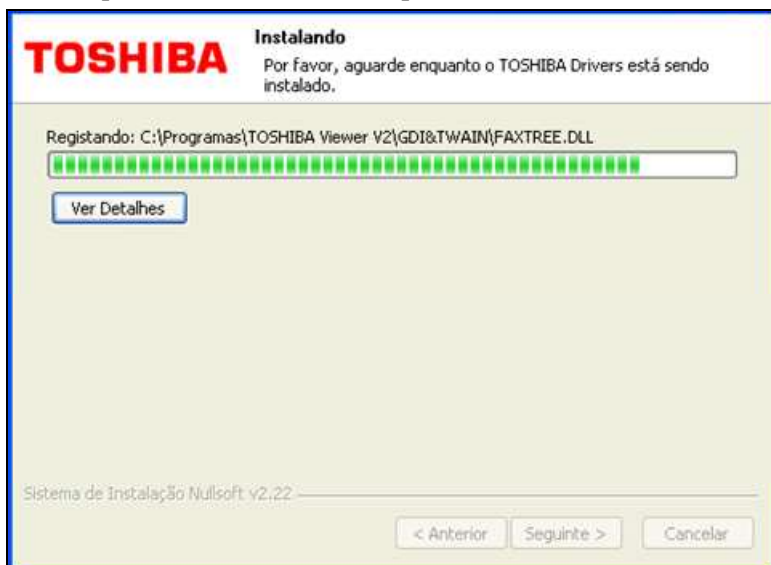 TOSHIBA
Instalando
Por favor, aguarde enquanto o TOSHIBA Drivers está sendo
instalado.
Registando: C:\Programas\TOSHIBA Viewer V2\GDI&TWAIN\FAXTREE.DLL
Ver Detalhes
Sistema de Instalação Nullsoft v2.22
< Anterior
Seguinte >
Cancelar